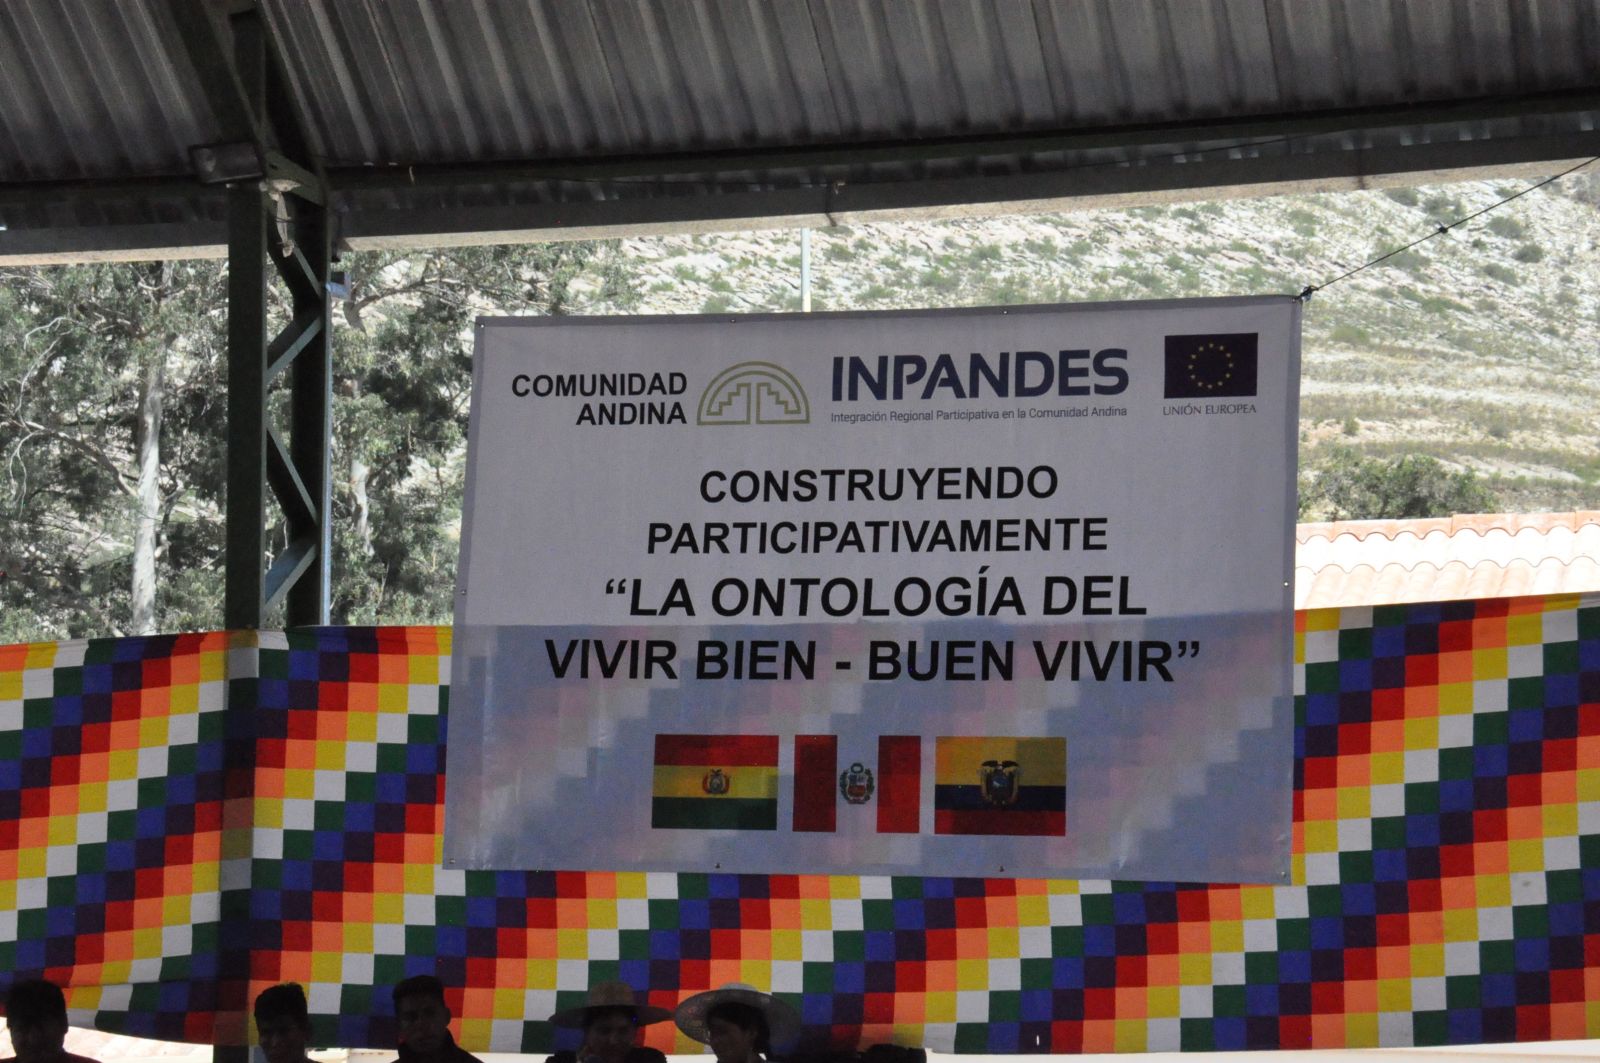 COMUNIDAD
ANDINA
INPANDES
Integración Regional Participativa en la Comunidad Andina
UNIÓN EUROPEA
CONSTRUYENDO
PARTICIPATIVAMENTE
“LA ONTOLOGÍA DEL
VIVIR BIEN - BUEN VIVIR”